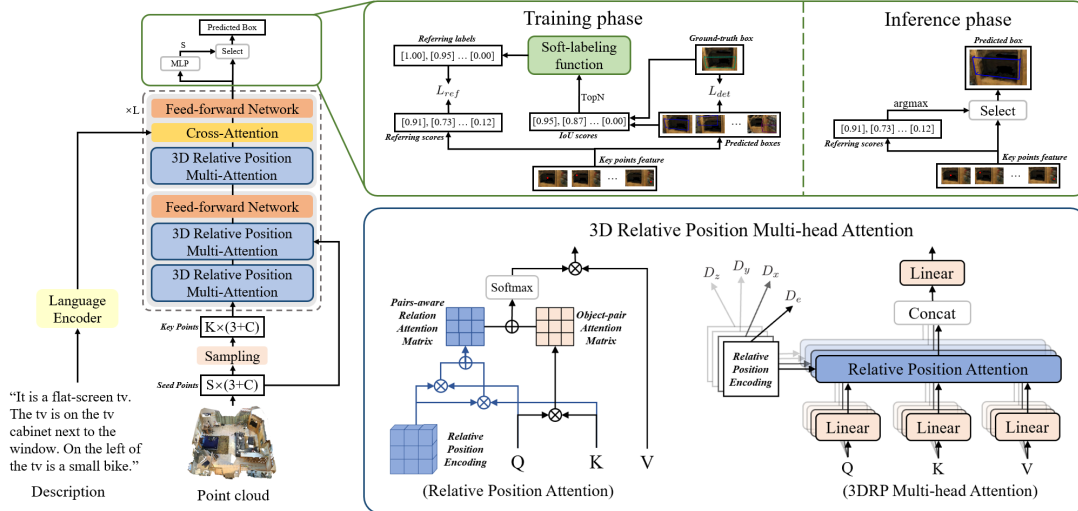 Predicted Box
S
Select
MLP
×L
Feed-forward Network
Cross-Attention
3D Relative Position
Multi-Attention
Feed-forward Network
3D Relative Position
Multi-Attention
3D Relative Position
Multi-Attention
Language
Encoder
Key Points
K×(3+C)
Sampling
Seed Points
S×(3+C)
“It is a flat-screen tv.
The tv is on the tv
cabinet next to the
window. On the left of
the tv is a small bike.”
Description
Point cloud
Training phase
Referring labels
[1.00], [0.95] … [0.00]
Soft-labeling
function
Ground-truth box
L_ref
TopN
L_det
[0.91], [0.73] … [0.12]
Referring scores
[0.95], [0.87] … [0.00]
IoU scores
…
Predicted boxes
Key points feature
…
Inference phase
Predicted box
argmax
Select
[0.91], [0.73] … [0.12]
Referring scores
Key points feature
…
3D Relative Position Multi-head Attention
Softmax
Pairs-aware
Relation
Attention
Matrix
Object-pair
Attention
Matrix
Relative
Position
Encoding
Q
K
V
(Relative Position Attention)
D_z
D_y
D_x
D_e
Linear
Concat
Relative
Position
Encoding
Relative Position Attention
Linear
Linear
Linear
Q
K
V
(3DRP Multi-head Attention)